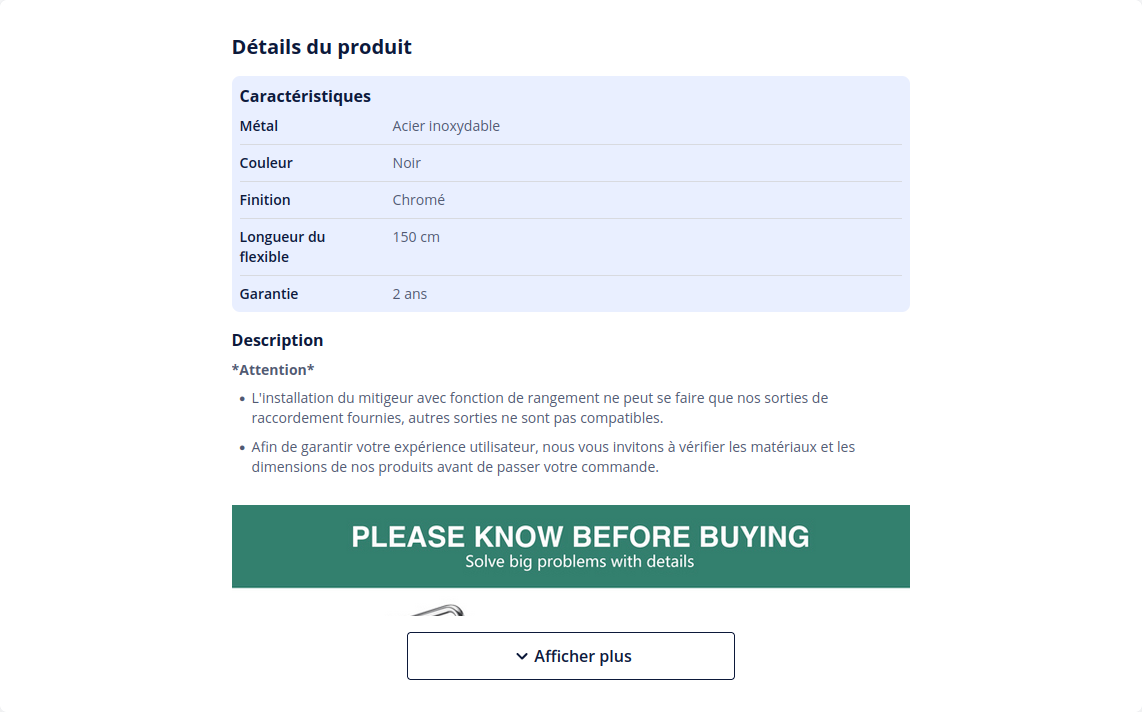 Détails du produit
Caractéristiques
Métal Acier inoxydable
Couleur Noir
Finition Chromé
Longueur du 150 cm
flexible
Garantie 2 ans
Description
*Attention*
• L'installation du mitigeur avec fonction de rangement ne peut se faire que nos sorties de
raccordement fournies, autres sorties ne sont pas compatibles.
• Afin de garantir votre expérience utilisateur, nous vous invitons à vérifier les matériaux et les
dimensions de nos produits avant de passer votre commande.
PLEASE KNOW BEFORE BUYING
Solve big problems with details
Afficher plus